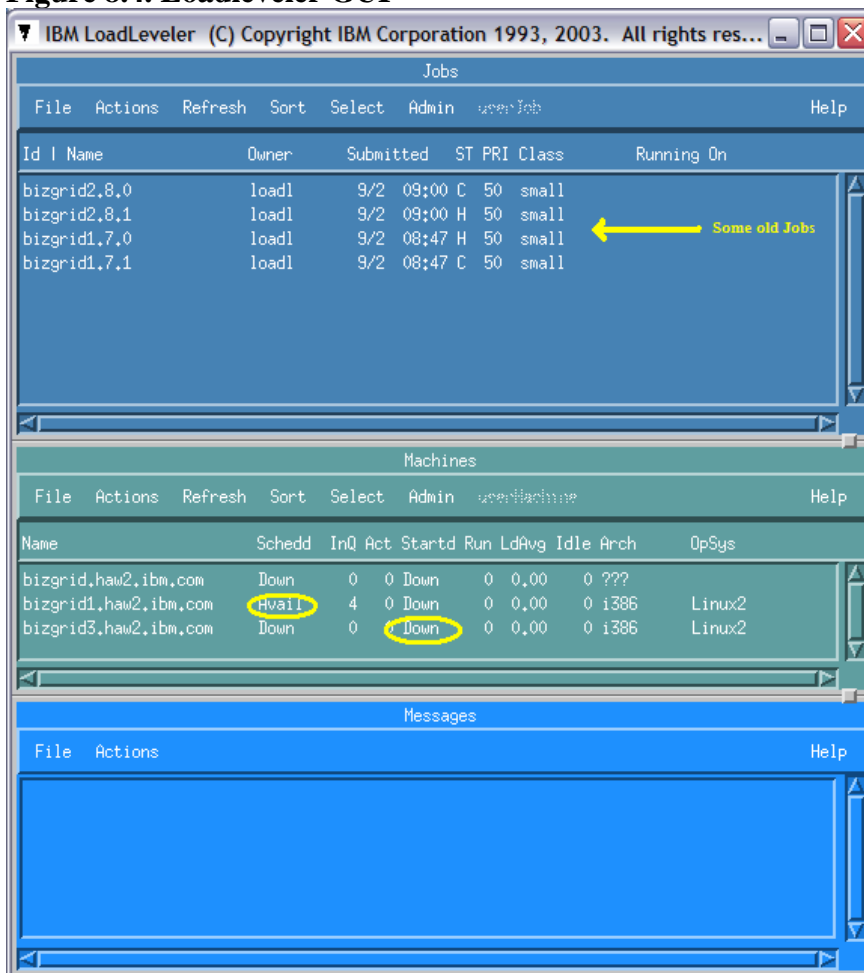 Figure 8.4. Loadleveler GUI
IBM LoadLeveler (C) Copyright IBM Corporation 1993, 2003. All rights res...
Jobs
File Actions Refresh Sort Select Admin userJob Help
Id | Name Owner Submitted ST PRI Class Running On
bizgrid2.8.0 loadl 9/2 09:00 C 50 small
bizgrid2.8.1 loadl 9/2 09:00 H 50 small
Some old Jobs
bizgrid1.7.0 loadl 9/2 08:47 H 50 small
bizgrid1.7.1 loadl 9/2 08:47 C 50 small
Machines
File Actions Refresh Sort Select Admin userMachine Help
Name Schedd InQ Act Startd Run LdAvg Idle Arch OpSys
bizgrid.haw2.ibm.com Down 0 0 Down 0 0.00 0 ???
bizgrid1.haw2.ibm.com Avail 4 0 Down 0 0.00 0 i386 Linux2
bizgrid3.haw2.ibm.com Down 0 0 Down 0 0.00 0 i386 Linux2
Messages
File Actions Help